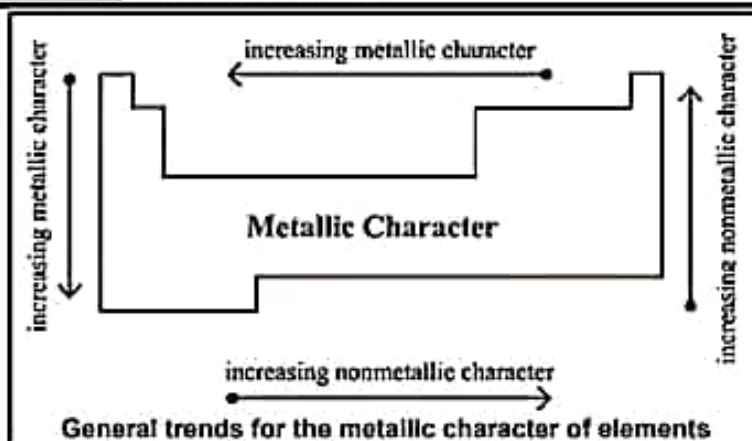 increasing metallic character
increasing metallic character
increasing nonmetallic character
Metallic Character
increasing nonmetallic character
General trends for the metallic character of elements